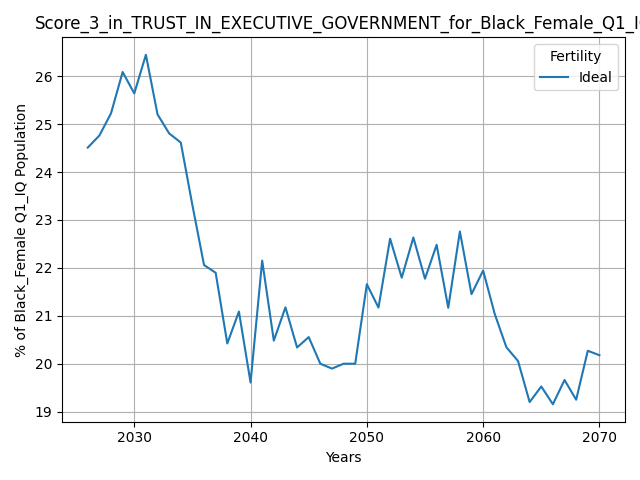 Score_3_in_TRUST_IN_EXECUTIVE_GOVERNMENT_for_Black_Female_Q1_I
Fertility
Ideal
% of Black_Female Q1_IQ Population
26
25
24
23
22
21
20
19
2030 2040 2050 2060 2070
Years